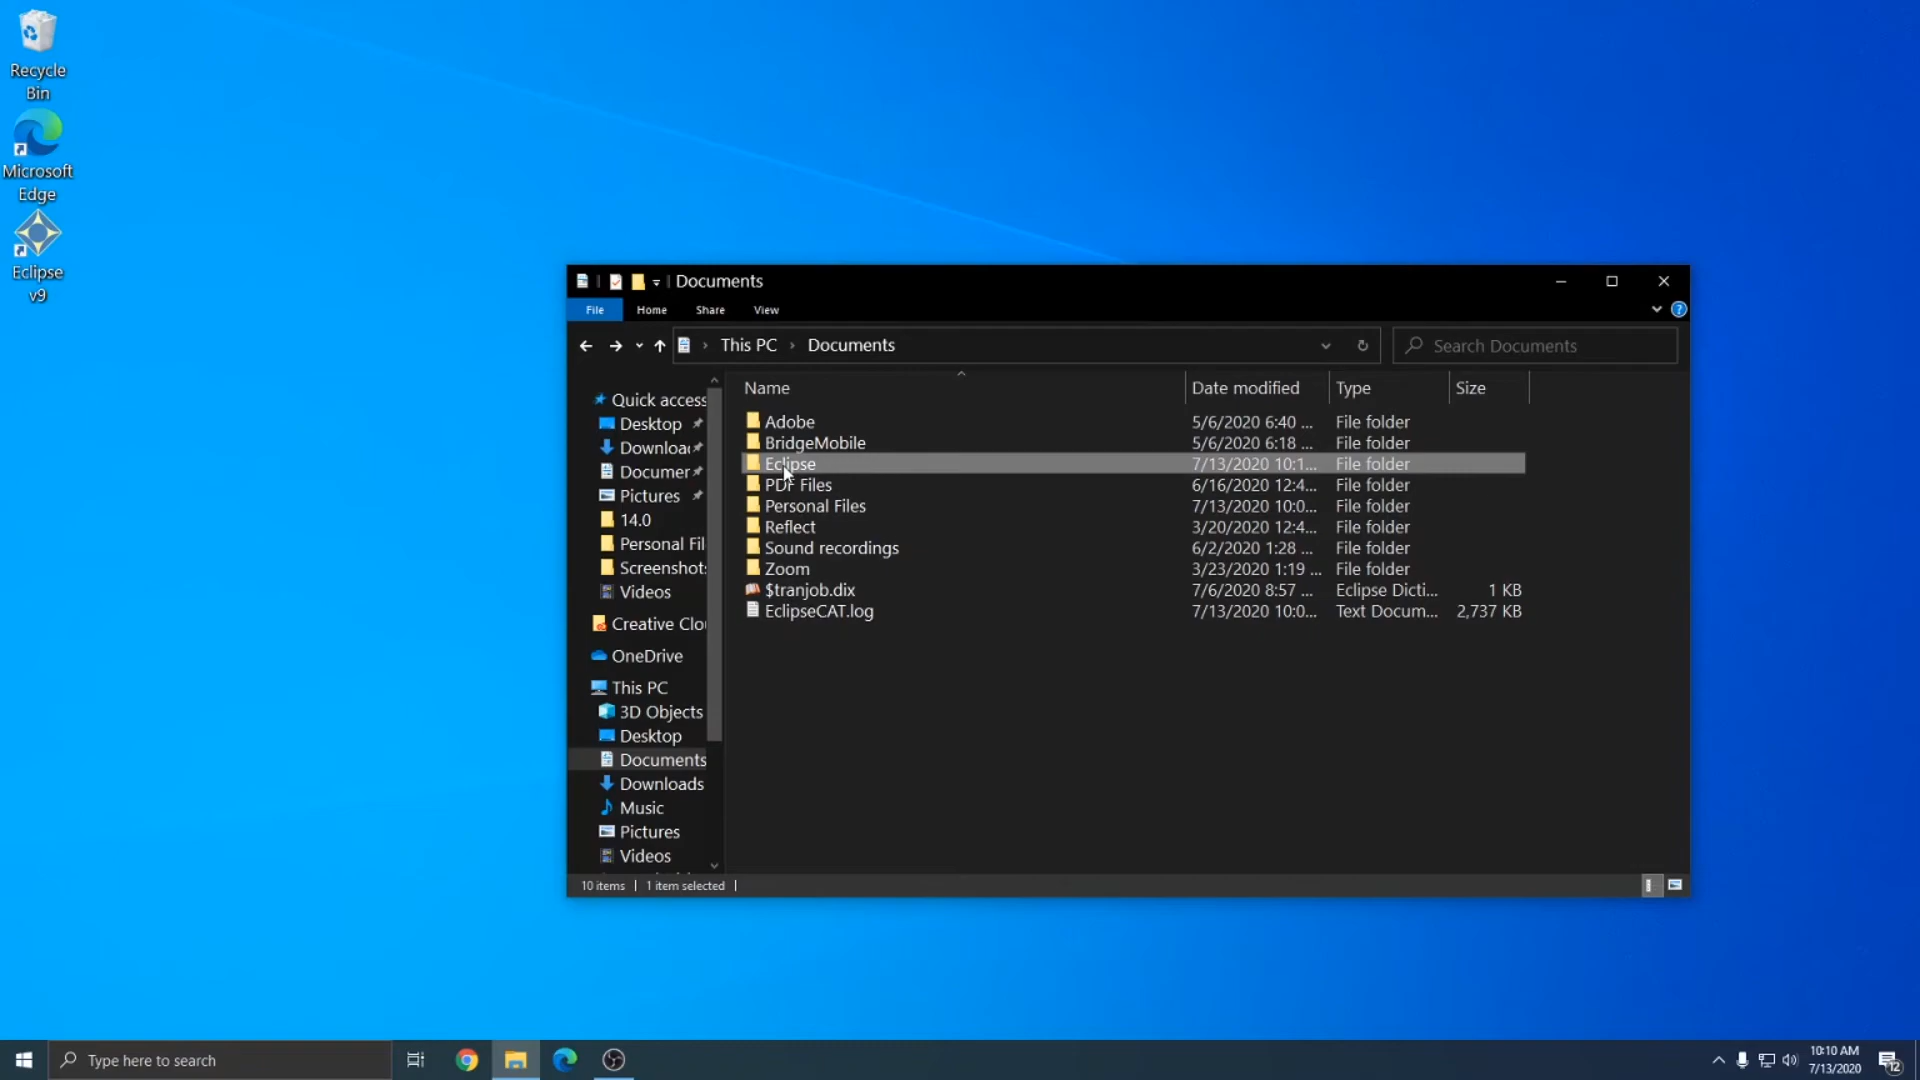 Recycle
Bin
Microsoft
Edge
Eclipse
v9
Documents
File Home Share View
This PC › Documents
Search Documents
Name Date modified Type Size
Quick access
Desktop
Downloa
Documer
Pictures
14.0
Personal Fil
Screenshot
Videos
Creative Clo
OneDrive
This PC
3D Objects
Desktop
Documents
Downloads
Music
Pictures
Videos
Adobe 5/6/2020 6:40 ... File folder
BridgeMobile 5/6/2020 6:18 ... File folder
Eclipse 7/13/2020 10:1... File folder
PDF Files 6/16/2020 12:4... File folder
Personal Files 7/13/2020 10:0... File folder
Reflect 3/20/2020 12:4... File folder
Sound recordings 6/2/2020 1:28 ... File folder
Zoom 3/23/2020 1:19 ... File folder
$tranjob.dix 7/6/2020 8:57 ... Eclipse Dicti... 1 KB
EclipseCAT.log 7/13/2020 10:0... Text Docum... 2,737 KB
10 items 1 item selected
Type here to search
10:10 AM
7/13/2020
12